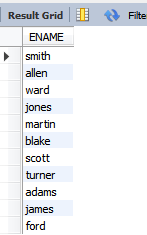 Result Grid Filte
ENAME
smith
allen
ward
jones
martin
blake
scott
turner
adams
james
ford